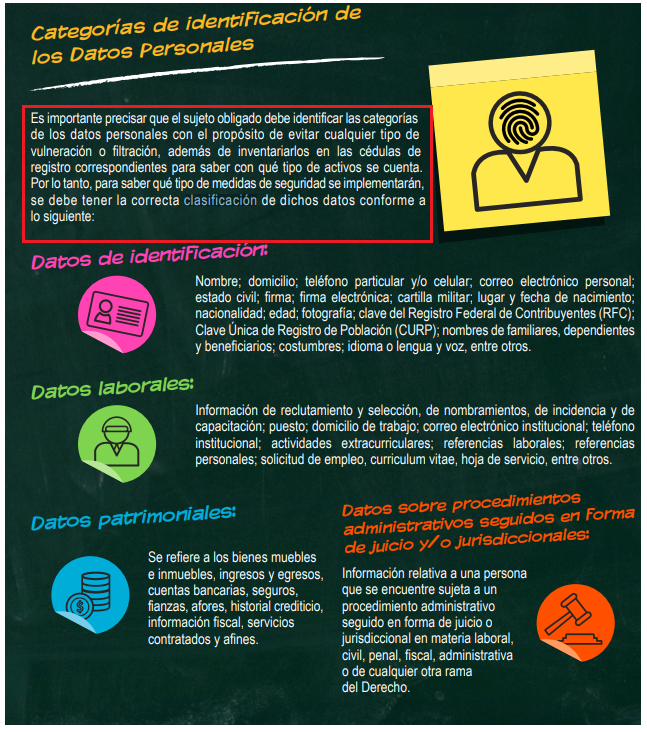 Categorías de identificación de
los Datos Personales
Es importante precisar que el sujeto obligado debe identificar las categorías
de los datos personales con el propósito de evitar cualquier tipo de
vulneración o filtración, además de inventariarlos en las cédulas de
registro correspondientes para saber con qué tipo de activos se cuenta.
Por lo tanto, para saber qué tipo de medidas de seguridad se implementarán,
se debe tener la correcta clasificación de dichos datos conforme a
lo siguiente:
Datos de identificación:
Nombre; domicilio; teléfono particular y/o celular; correo electrónico personal;
estado civil; firma; firma electrónica; cartilla militar; lugar y fecha de nacimiento;
nacionalidad; edad; fotografía; clave del Registro Federal de Contribuyentes (RFC);
Clave Única de Registro de Población (CURP); nombres de familiares, dependientes
y beneficiarios; costumbres; idioma o lengua y voz, entre otros.
Datos laborales:
Información de reclutamiento y selección, de nombramientos, de incidencia y de
capacitación; puesto; domicilio de trabajo; correo electrónico institucional; teléfono
institucional; actividades extracurriculares; referencias laborales; referencias
personales; solicitud de empleo, curriculum vitae, hoja de servicio, entre otros.
Datos patrimoniales:
Se refiere a los bienes muebles
e inmuebles, ingresos y egresos,
cuentas bancarias, seguros,
fianzas, afores, historial crediticio,
información fiscal, servicios
contratados y afines.
$
Datos sobre procedimientos
administrativos seguidos en forma
de juicio y/o jurisdiccionales:
Información relativa a una persona
que se encuentre sujeta a un
procedimiento administrativo
seguido en forma de juicio o
jurisdiccional en materia laboral,
civil, penal, fiscal, administrativa
o de cualquier otra rama
del Derecho.